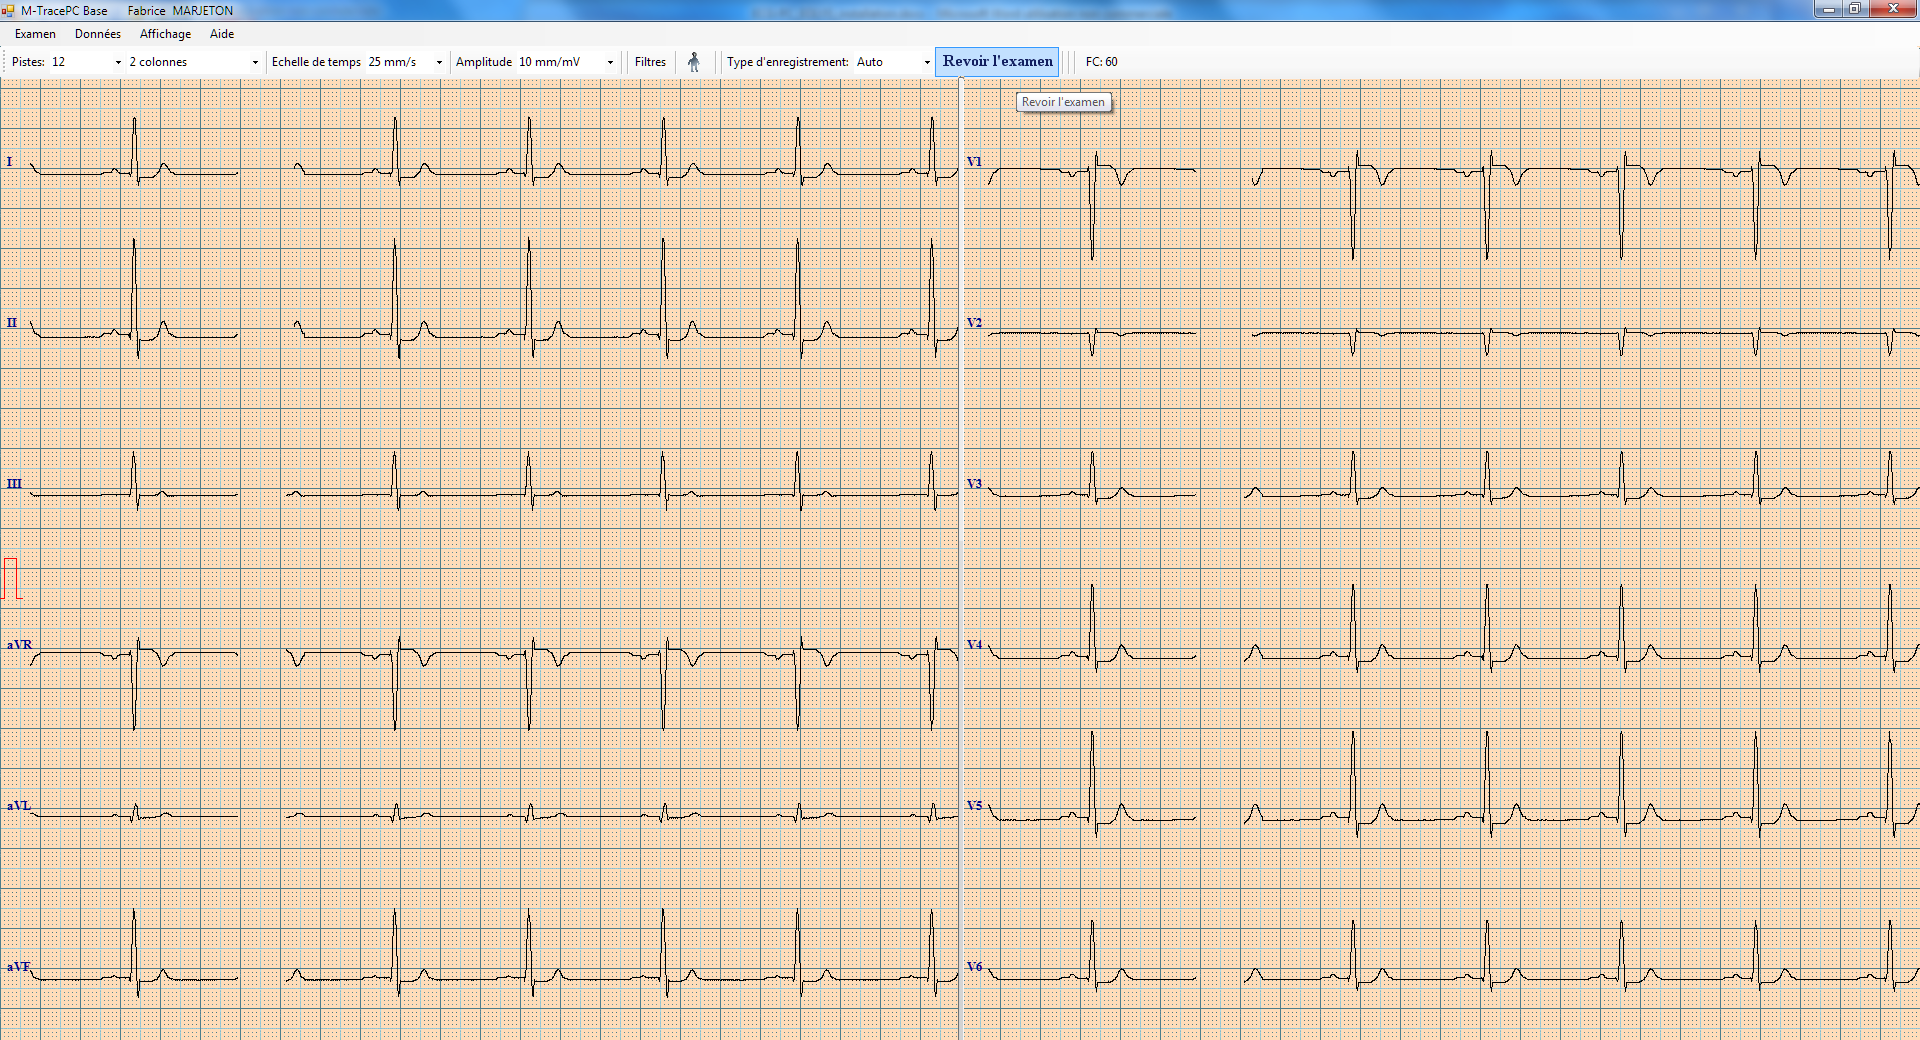 M-TracePC Base Fabrice MARJETON
Examen Données Affichage Aide
Pistes: 12 2 colonnes Echelle de temps 25 mm/s Amplitude 10 mm/mV Filtres Type d'enregistrement: Auto Revoir l'examen FC: 60
Revoir l'examen
I
II
III
aVR
aVL
aVF
V1
V2
V3
V4
V5
V6